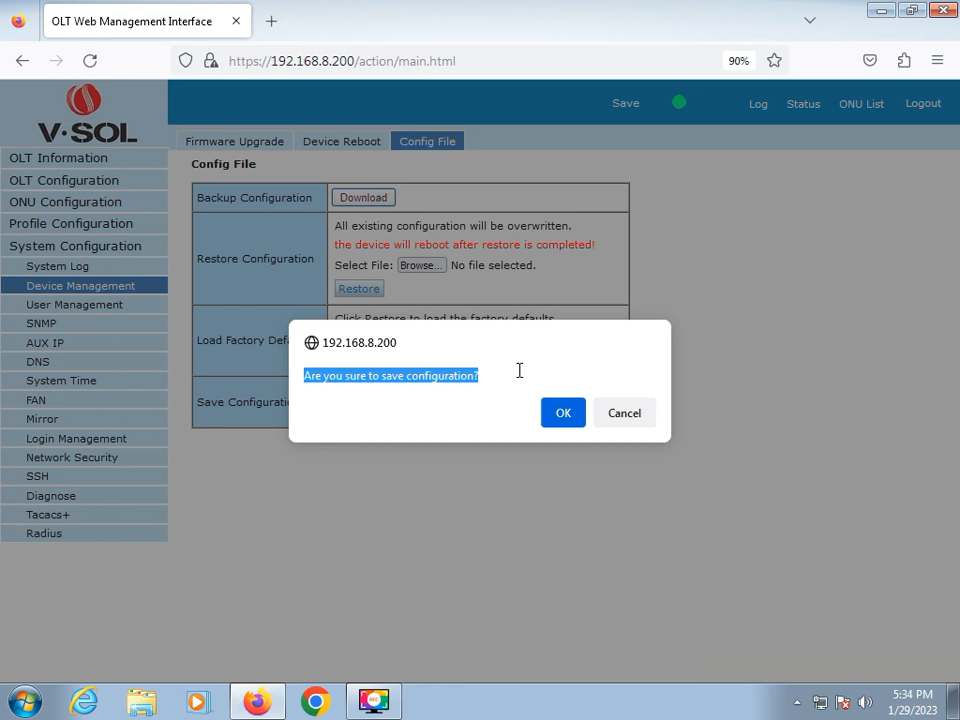 OLT Web Management Interface
https://192.168.8.200/action/main.html
90%
V·SOL
Save
Log
Status
ONU List
Logout
Firmware Upgrade
Device Reboot
Config File
OLT Information
OLT Configuration
ONU Configuration
Profile Configuration
System Configuration
System Log
Device Management
User Management
SNMP
AUX IP
DNS
System Time
FAN
Mirror
Login Management
Network Security
SSH
Diagnose
Tacacs+
Radius
Config File
Backup Configuration
Download
Restore Configuration
All existing configuration will be overwritten.
the device will reboot after restore is completed!
Select File: Browse... No file selected.
Restore
Load Factory
Click Restore to load the factory defaults.
Save
192.168.8.200
Are you sure to save configuration?
OK
Cancel
REC
5:34 PM
1/29/2023